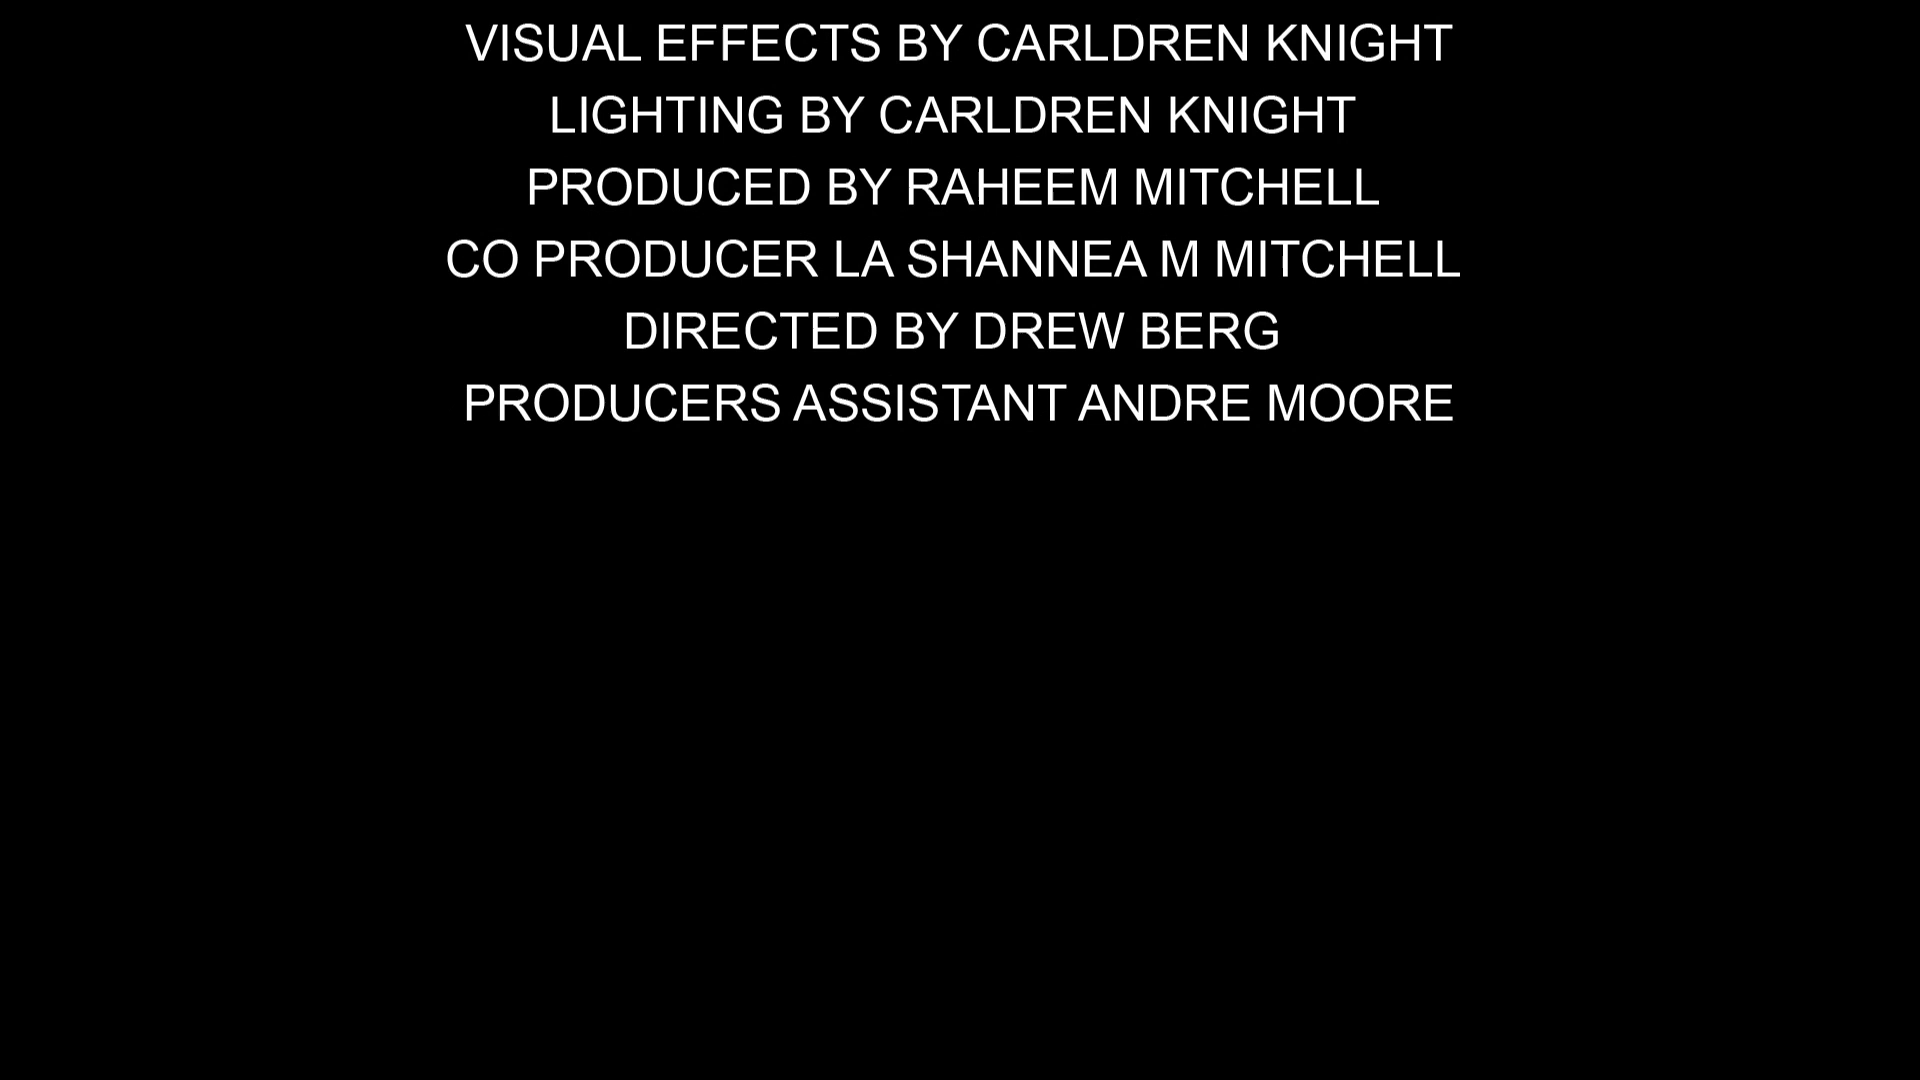 VISUAL EFFECTS BY CARLDREN KNIGHT
LIGHTING BY CARLDREN KNIGHT
PRODUCED BY RAHEEM MITCHELL
CO PRODUCER LA SHANNEA M MITCHELL
DIRECTED BY DREW BERG
PRODUCERS ASSISTANT ANDRE MOORE